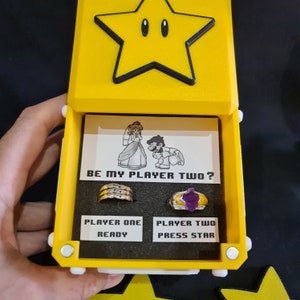 BE MY PLAYER TWO?
PLAYER ONE
READY
PLAYER TWO
PRESS STAR